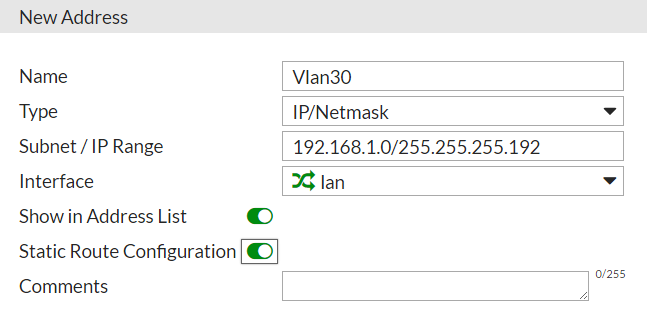 New Address
Name Vlan30
Type IP/Netmask
Subnet / IP Range 192.168.1.0/255.255.255.192
Interface lan
Show in Address List
Static Route Configuration
Comments 0/255